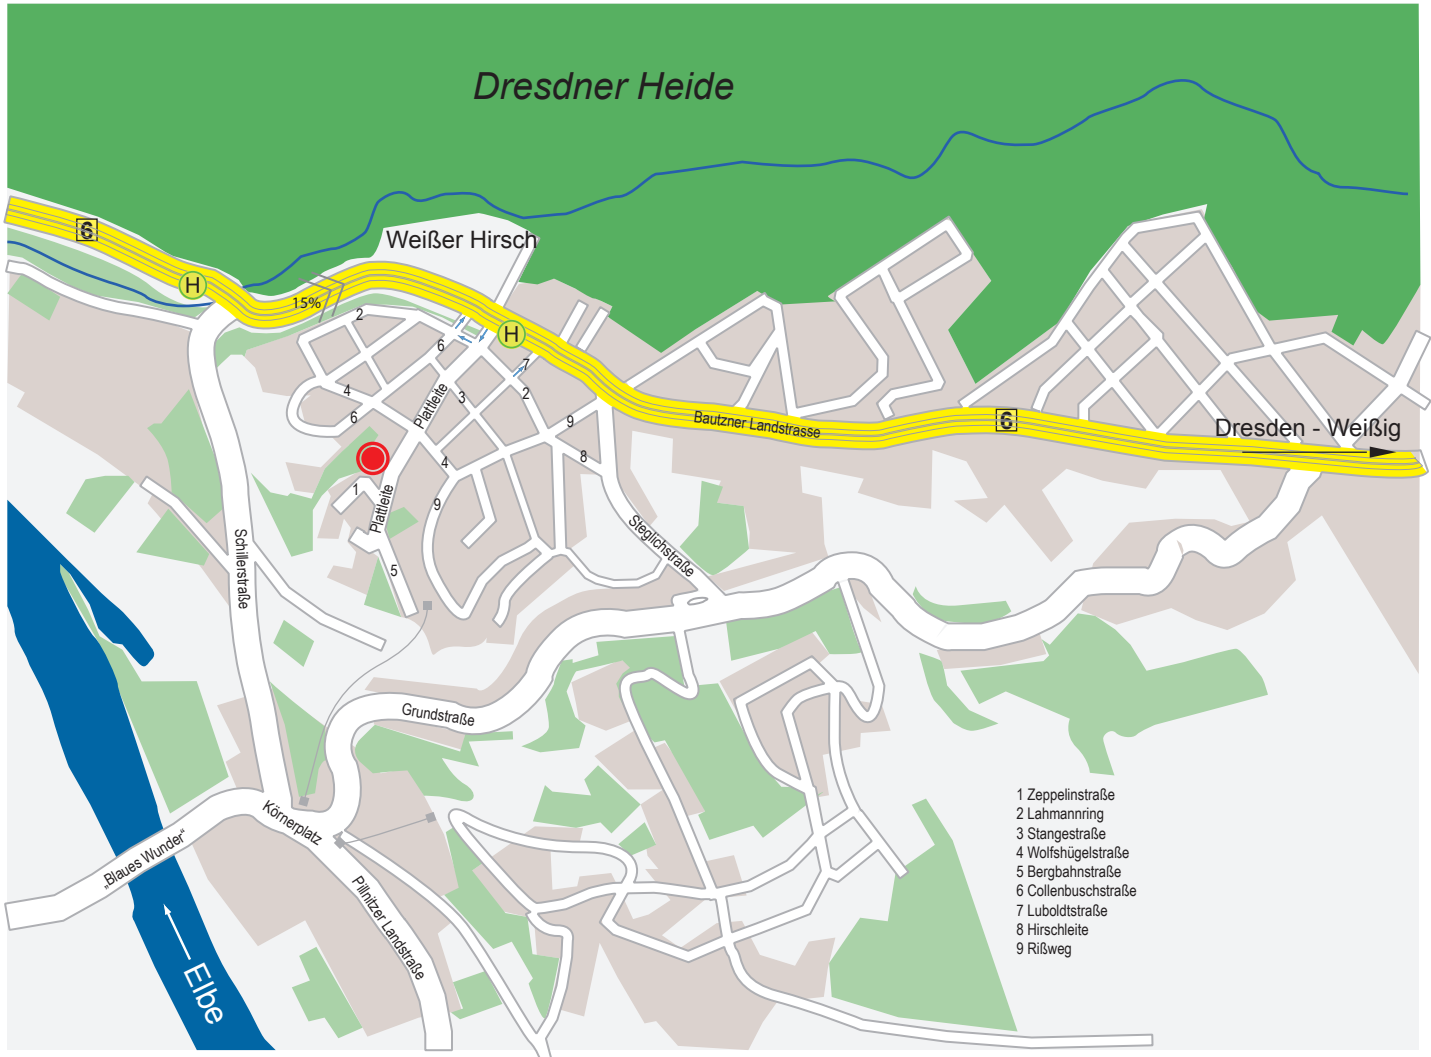 Dresdner Heide
6
Weißer Hirsch
H
15%
2
H
6
7
Plattleite
4
3
2
6
9
Bautzner Landstrasse
6
Dresden - Weißig
4
8
1
Plattleite
9
Steglichstraße
Schillerstraße
5
Grundstraße
Körnerplatz
„Blaues Wunder“
Pillnitzer Landstraße
Elbe
1 Zeppelinstraße
2 Lahmannring
3 Stangestraße
4 Wolfshügelstraße
5 Bergbahnstraße
6 Collenbuschstraße
7 Luboldtstraße
8 Hirschleite
9 Rißweg